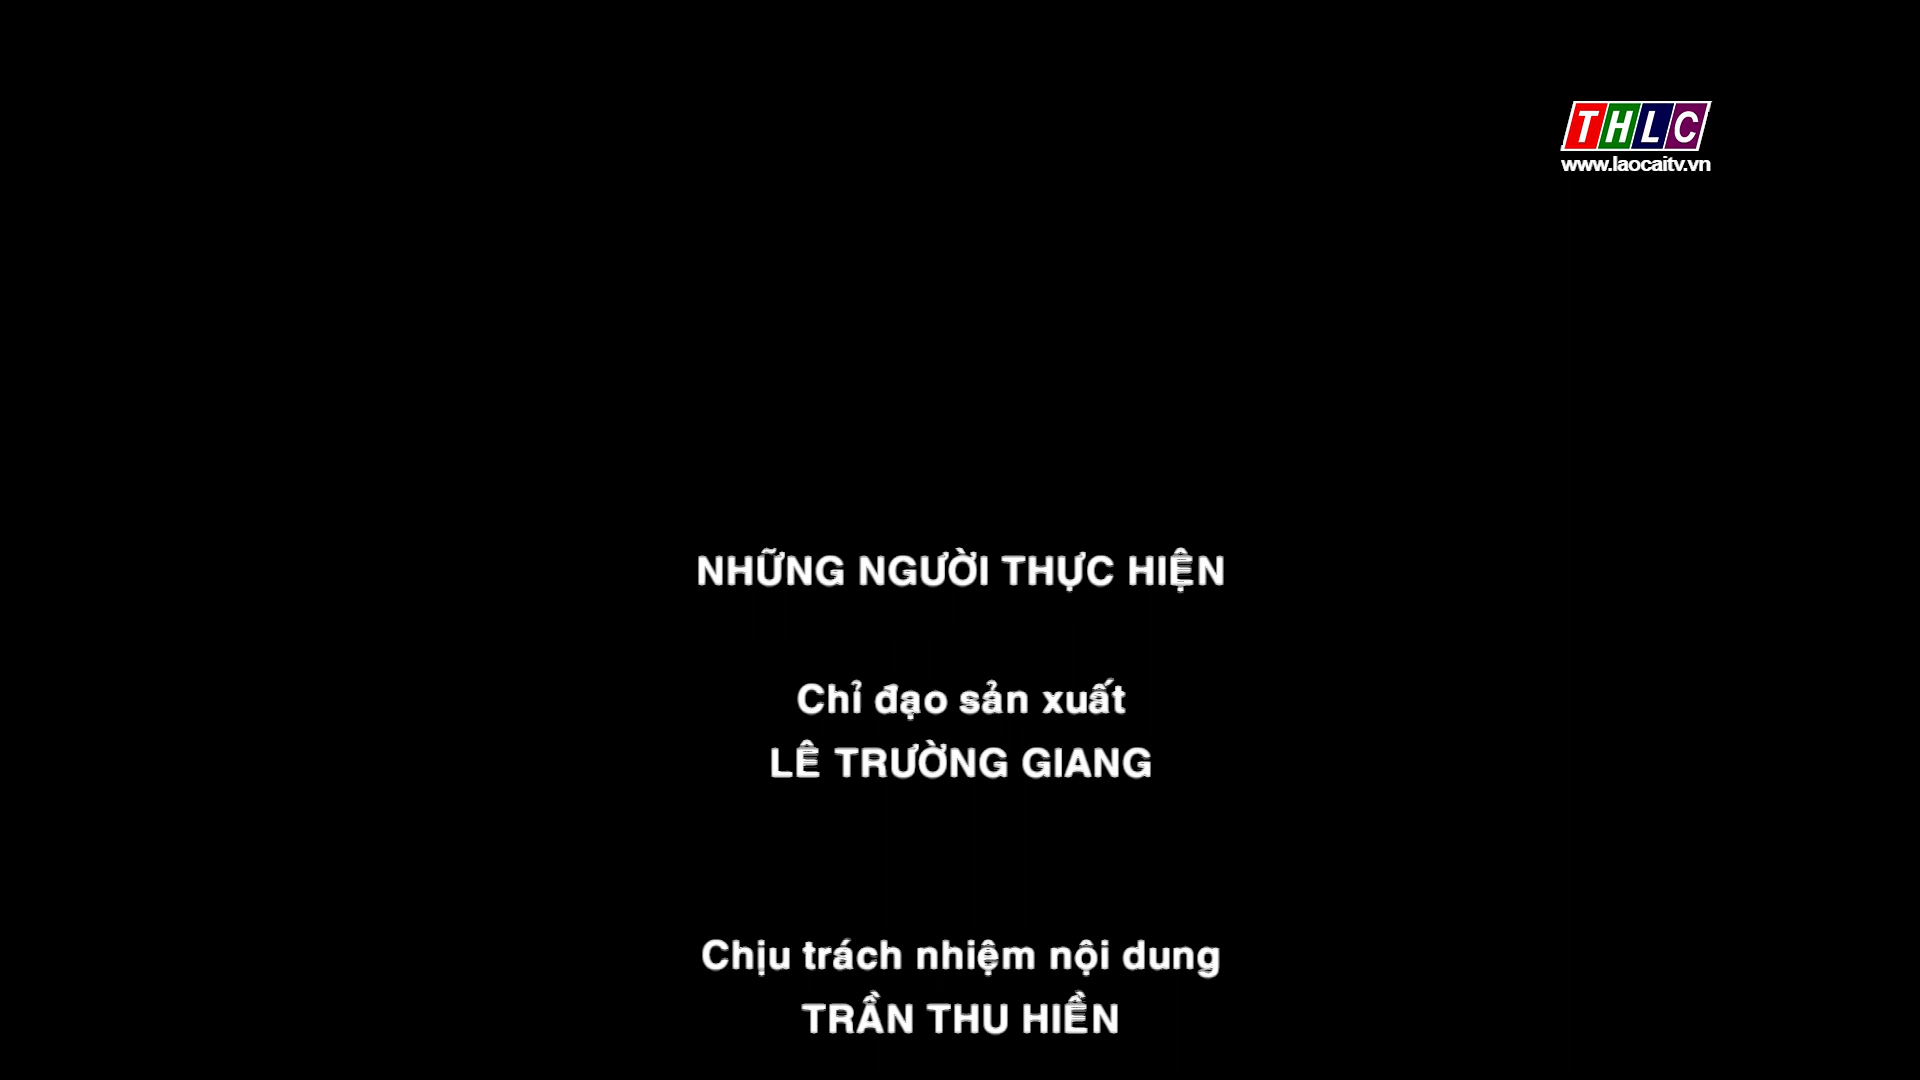 THLC
www.laocaitv.vn
NHỮNG NGƯỜI THỰC HIỆN
Chỉ đạo sản xuất
LÊ TRƯỜNG GIANG
Chịu trách nhiệm nội dung
TRẦN THU HIỀN